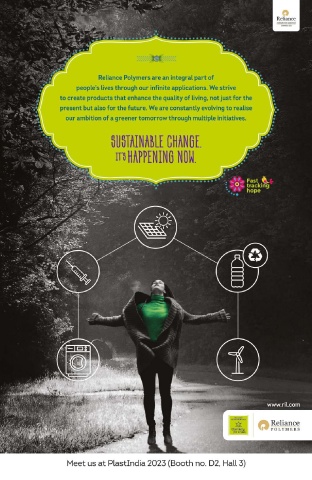 Reliance
Reliance Polymers are an integral part of
people's lives through our infinite applications. We strive
to create products that enhance the quality of living, not just for the
present but also for the future. We are constantly evolving to realise
our ambition of a greener tomorrow through multiple initiatives.
SUSTAINABLE CHANGE.
IT'S HAPPENING NOW.
Fast
tracking
hope
www.ril.com
Reliance
POLYMERS
Meet us at PlastIndia 2023 (Booth no. D2, Hall 3)